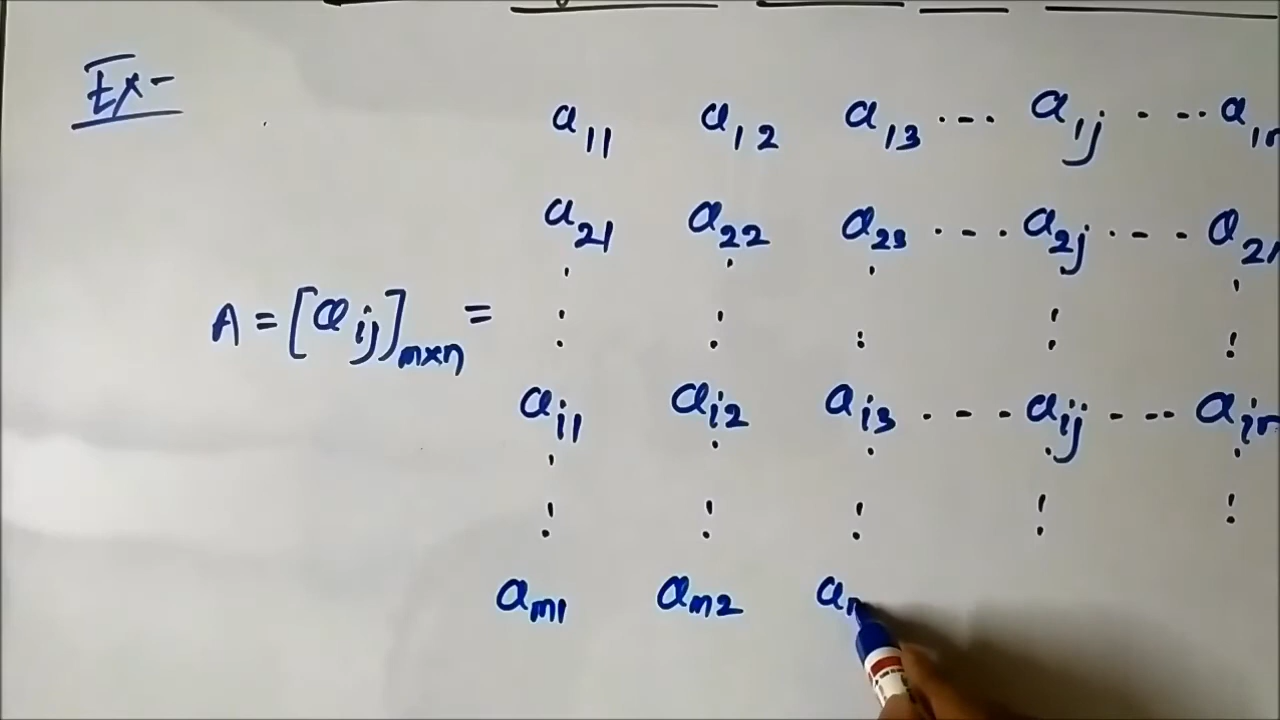 Ex-
a11 a12 a13 ... a1j ... a1n
a21 a22 a23 ... a2j ... a2n
A = [aij]m×n =
ai1 ai2 ai3 ... aij ... ain
am1 am2 am